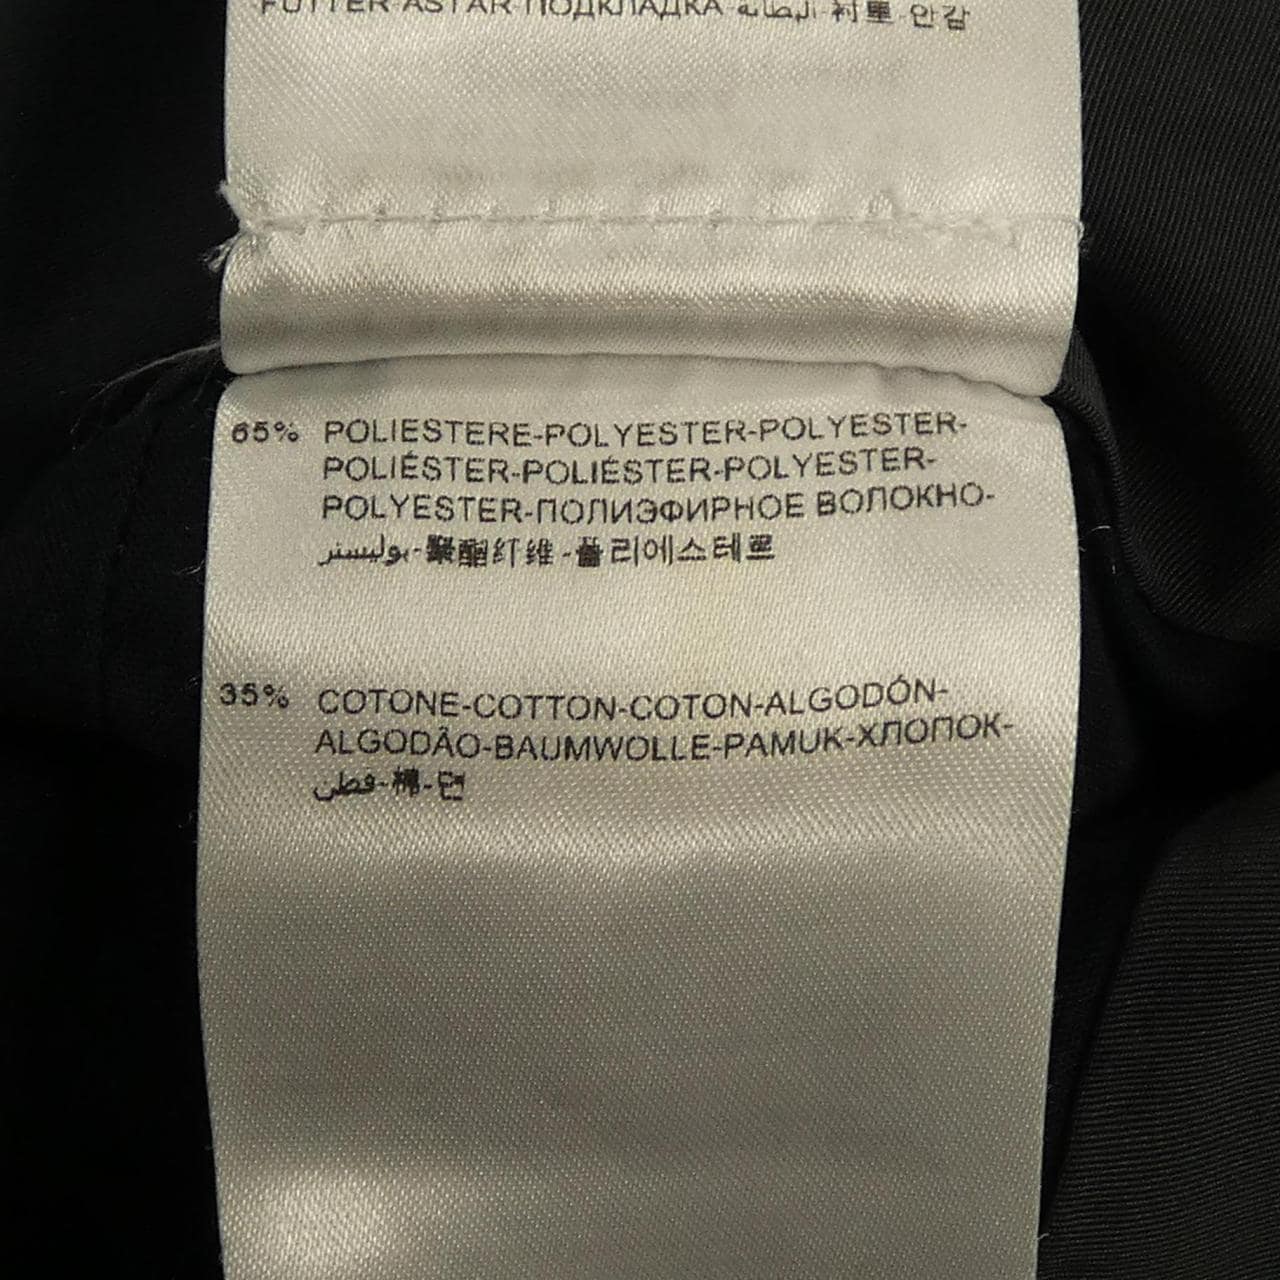 FUTTER-ASTAR-ПОДКЛАДКА-البطانة-衬里-안감
65% POLIESTERE-POLYESTER-POLYESTER-
POLIÉSTER-POLIÉSTER-POLYESTER-
POLYESTER-ПОЛИЭФИРНОЕ ВОЛОКНО-
بوليستر-聚酯纤维-폴리에스테르
35% COTONE-COTTON-COTON-ALGODÓN-
ALGODÃO-BAUMWOLLE-PAMUK-ХЛОПОК-
قطن-棉-면